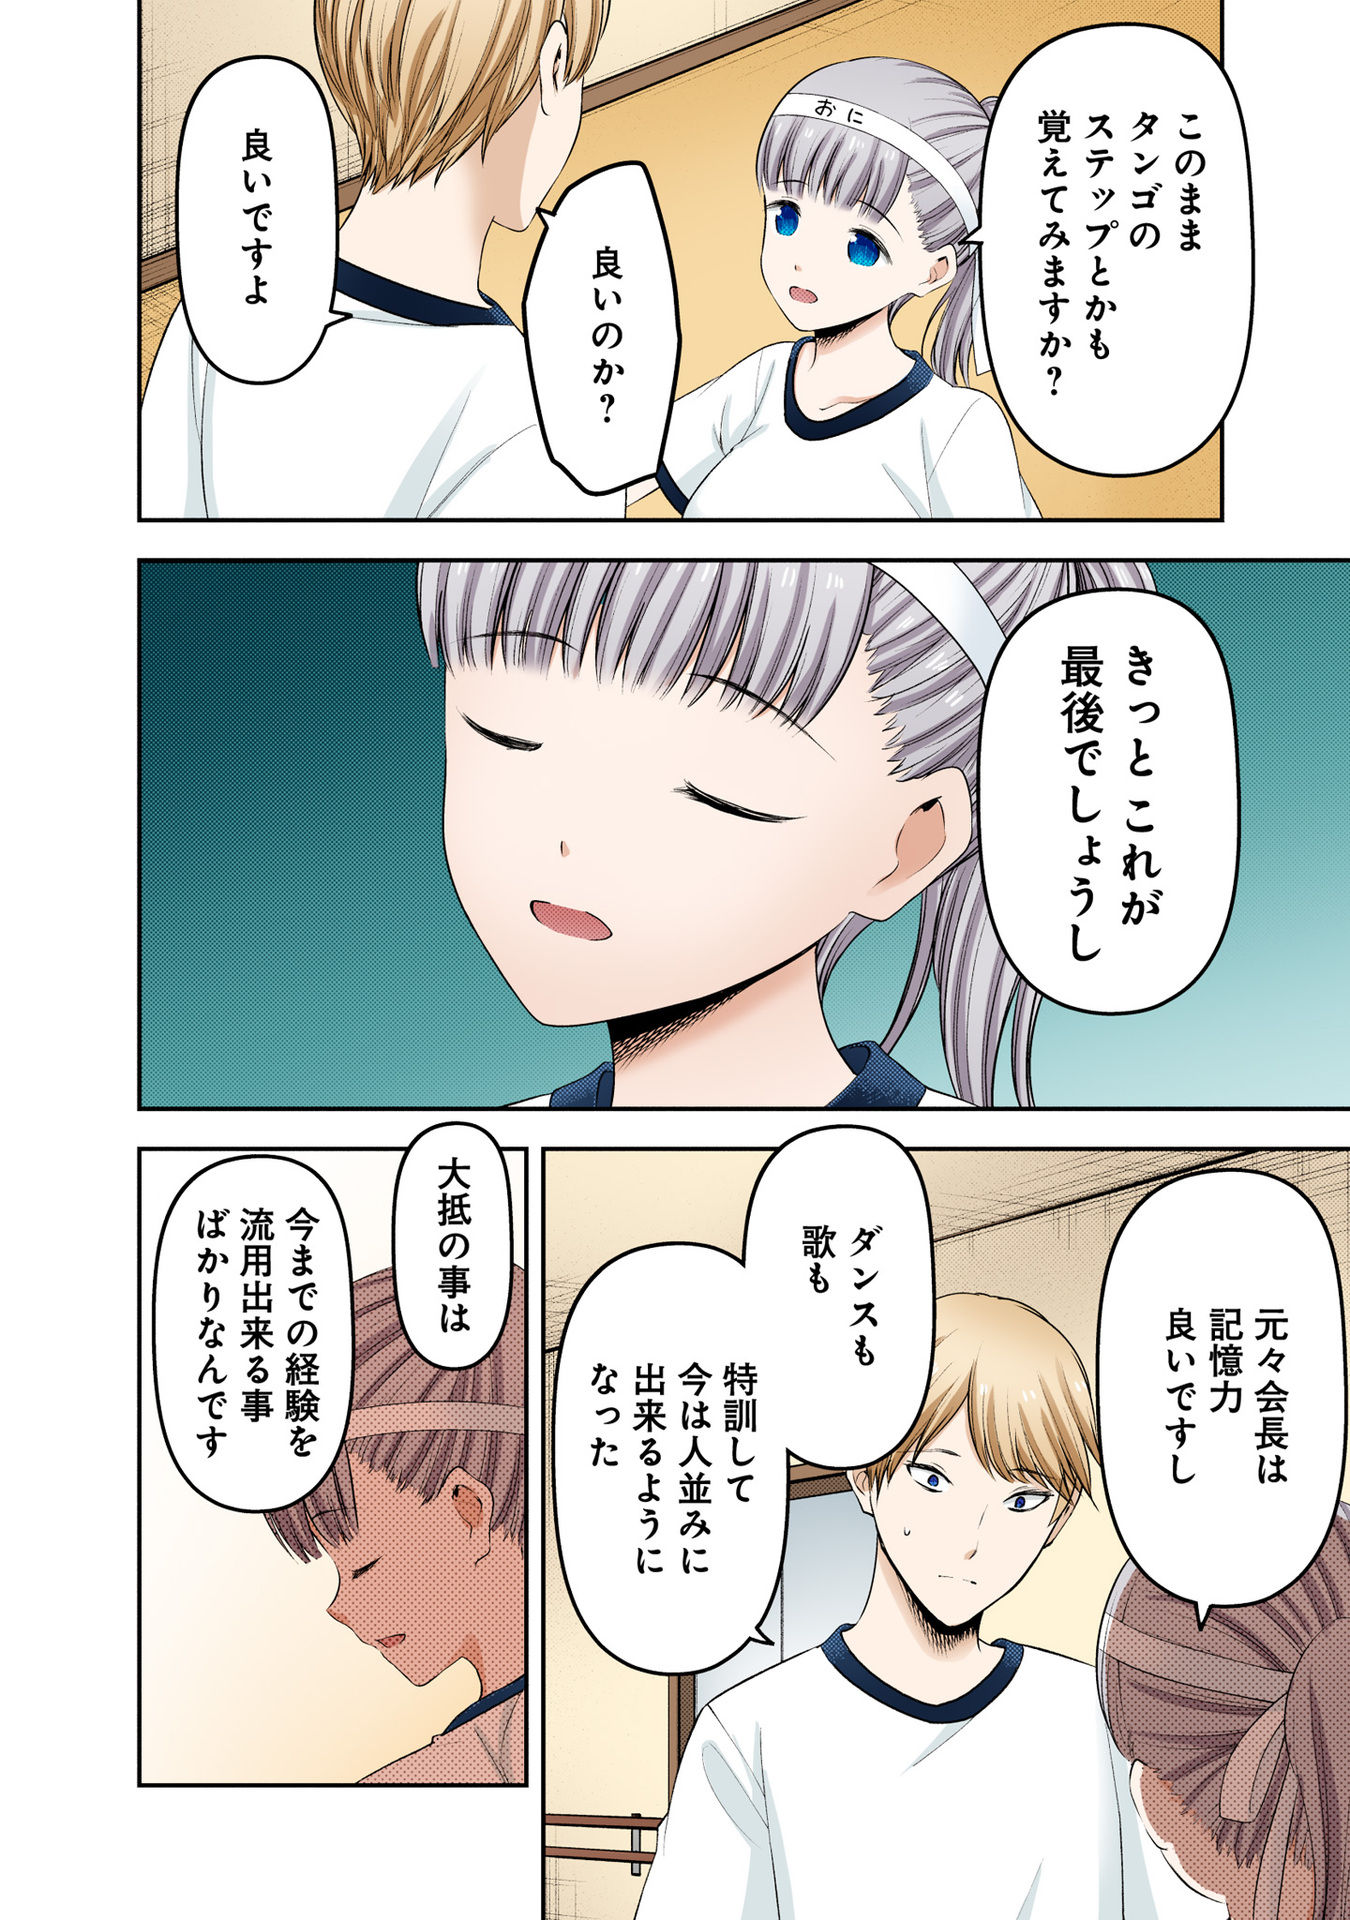 このまま
タンゴの
ステップとかも
覚えてみますか？
おに
良いのか？
良いですよ
きっとこれが
最後でしょうし
元々会長は
記憶力
良いですし
ダンスも
歌も
特訓して
今は人並みに
出来るように
なった
大抵の事は
今までの経験を
流用出来る事
ばかりなんです